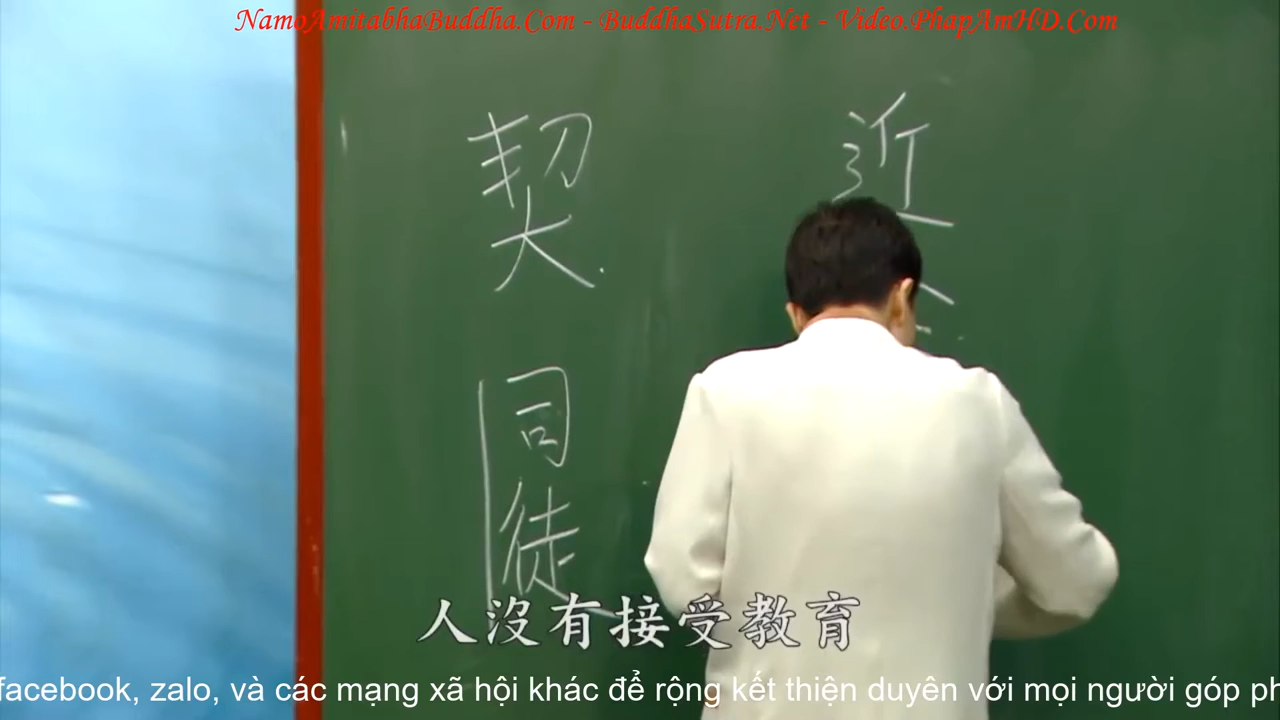 NamoAmitabhaBuddha.Com - BuddhaSutra.Net - Video.PhapAmHD.Com
契
近
同
徒
人沒有接受教育
facebook, zalo, và các mạng xã hội khác để rộng kết thiện duyên với mọi người góp